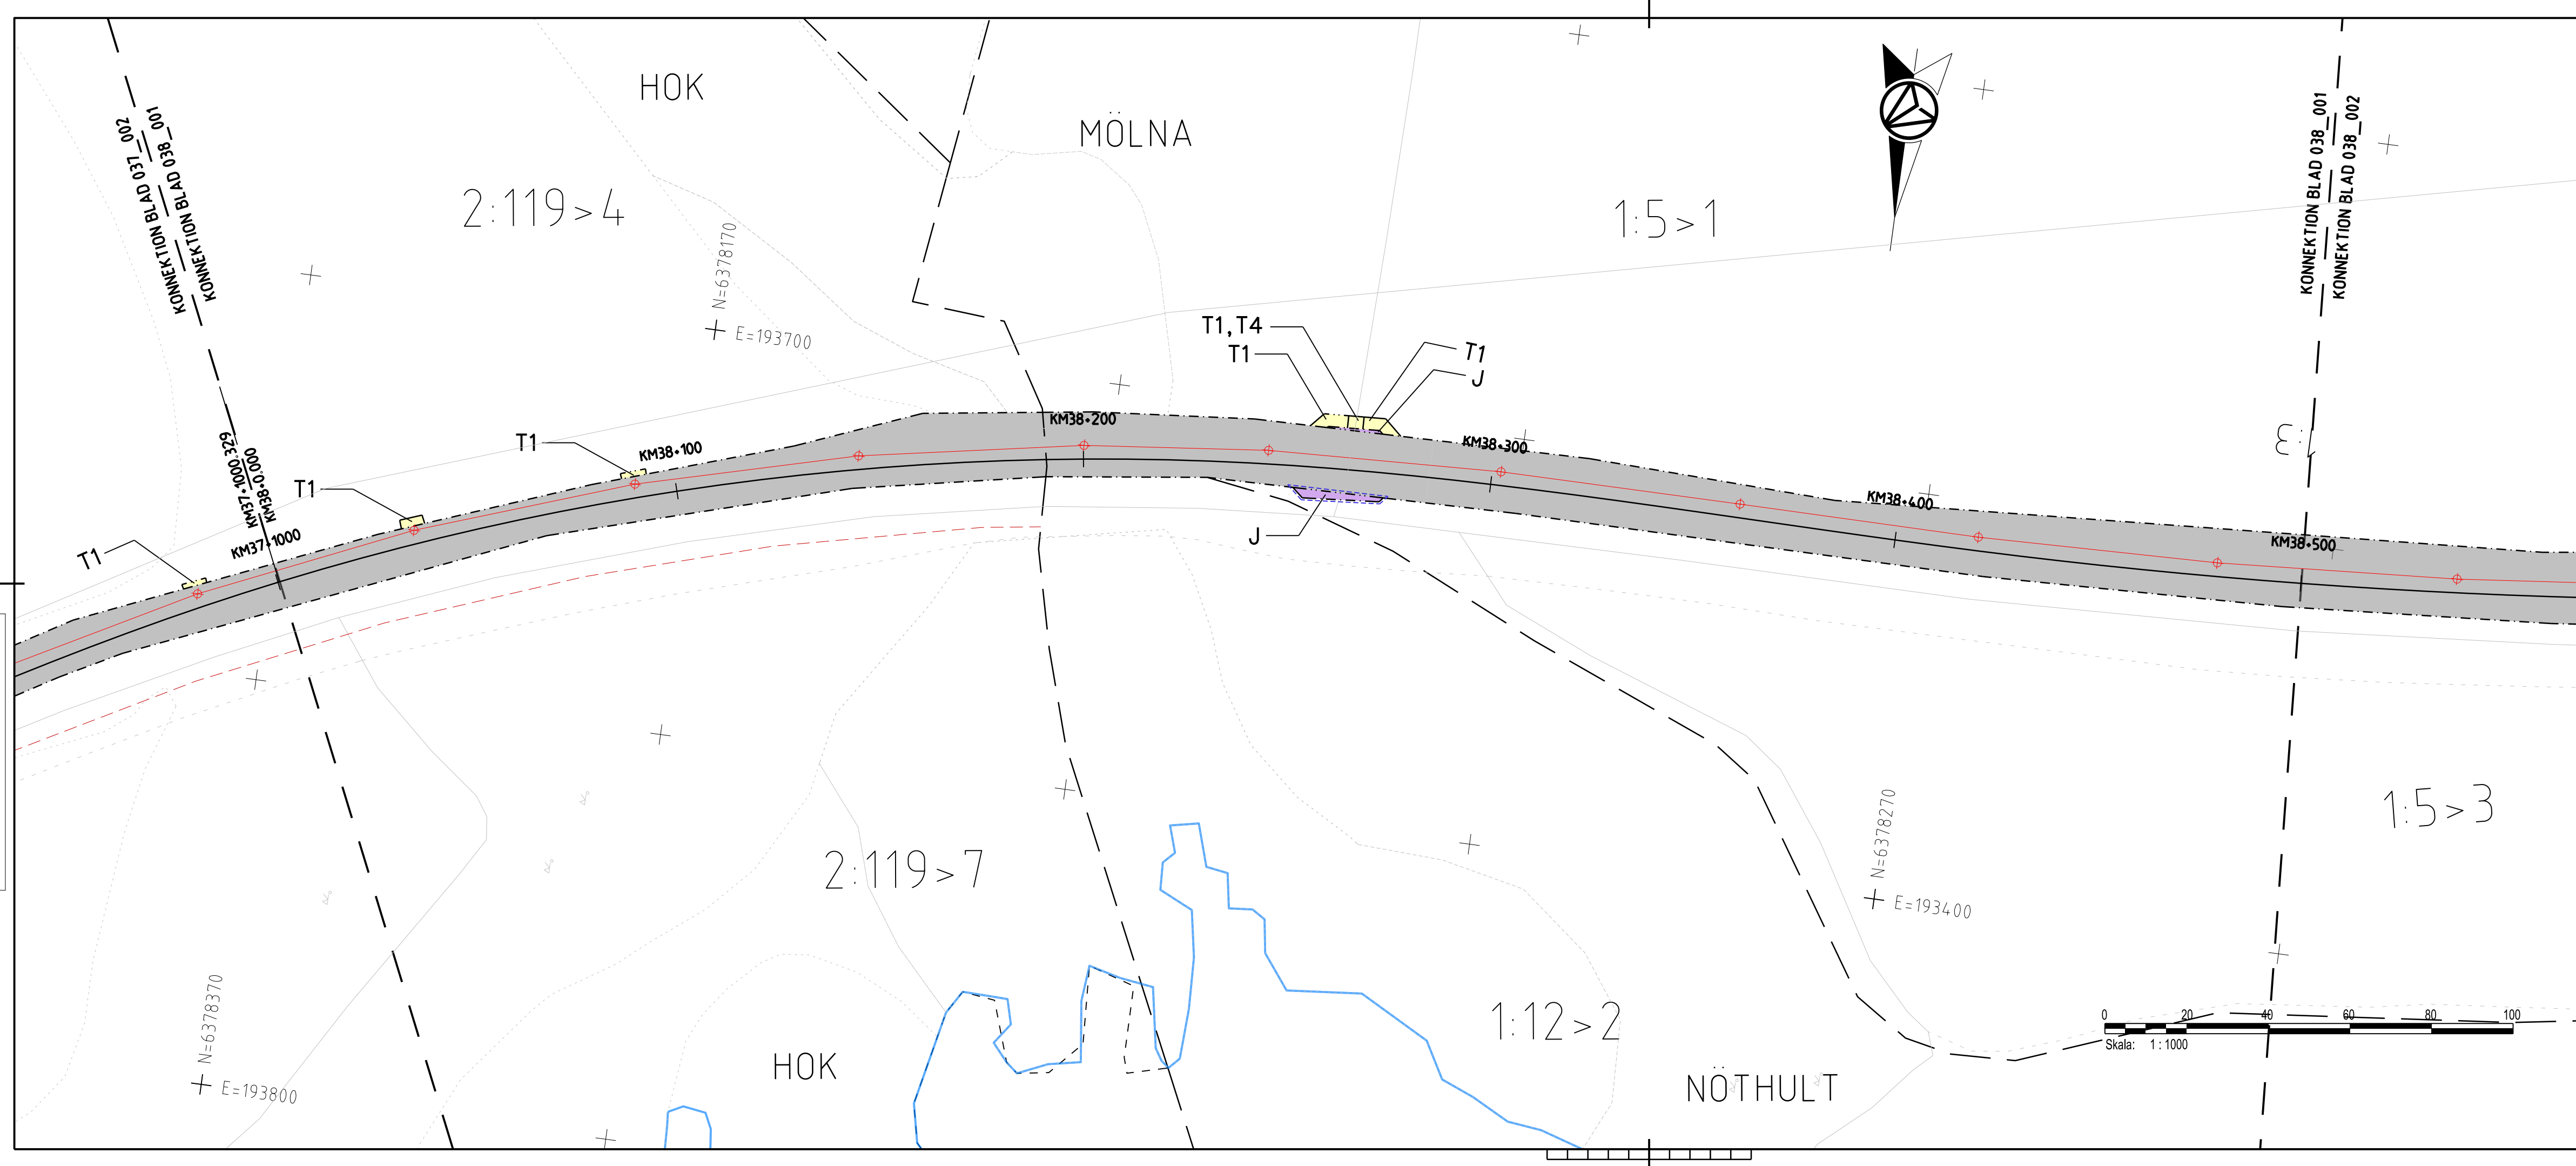 HOK
MÖLNA
KONNEKTION BLAD 037_002
KONNEKTION BLAD 038_001
KONNEKTION BLAD 038_001
KONNEKTION BLAD 038_002
2:119>4
1:5>1
N=6378170
E=193700
T1,T4
T1
T1
J
KM38+200
KM38+300
T1
KM38+100
T1
KM37+1000.329
KM38+0.000
KM37+1000
T1
J
KM38+400
KM38+500
1:3
1:5>3
2:119>7
N=6378270
E=193400
N=6378370
E=193800
HOK
1:12>2
NÖTHULT
0 20 40 60 80 100
Skala: 1:1000